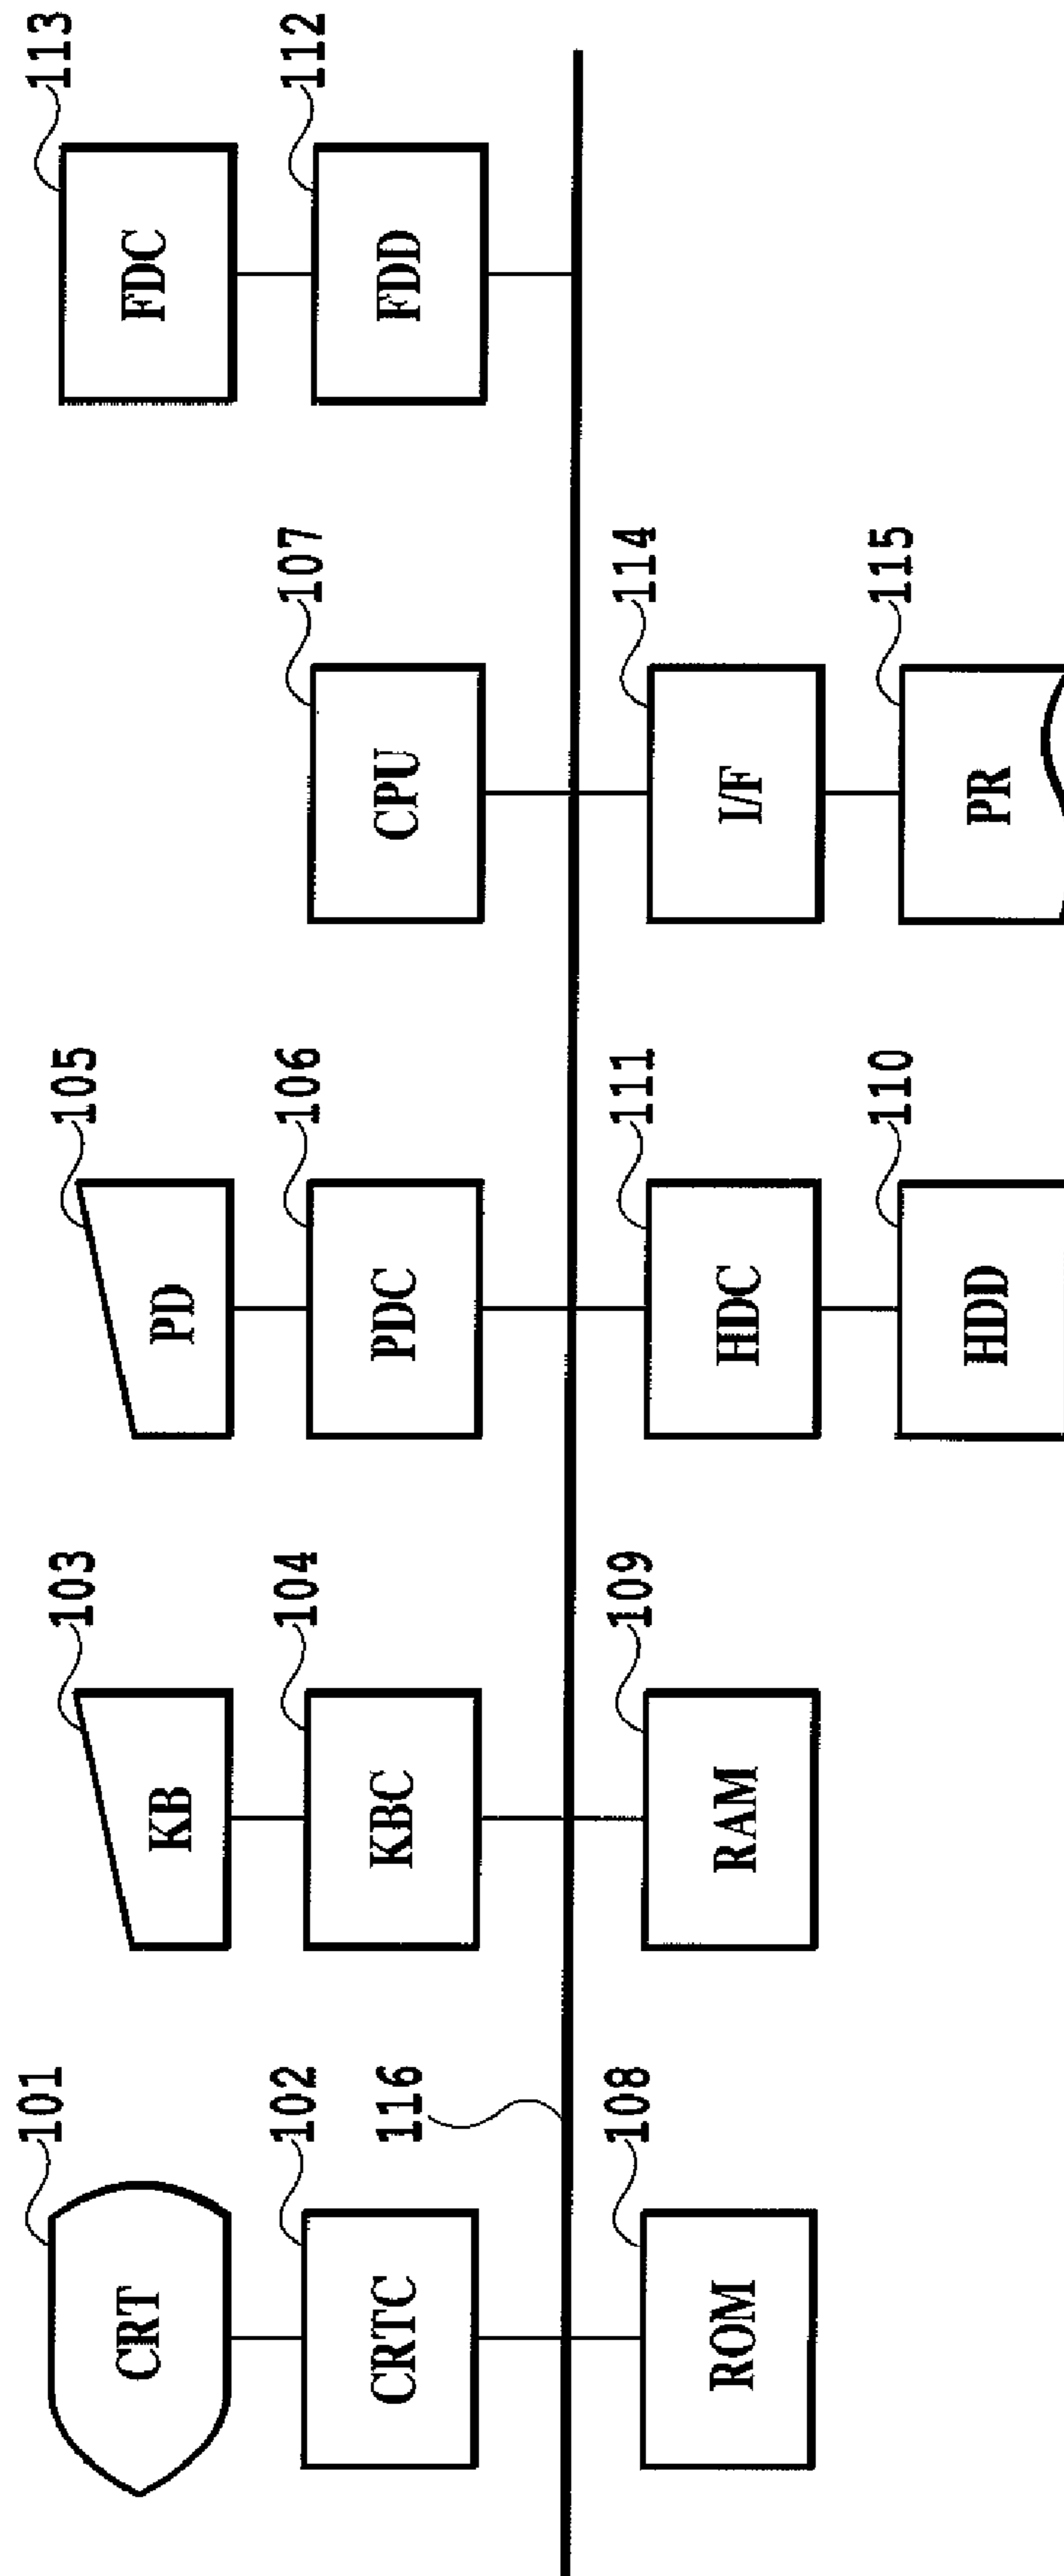 101
103
105
113
CRT
KB
PD
FDC
102
104
106
107
112
CRTC
KBC
PDC
CPU
FDD
116
108
109
111
114
ROM
RAM
HDC
I/F
110
115
HDD
PR